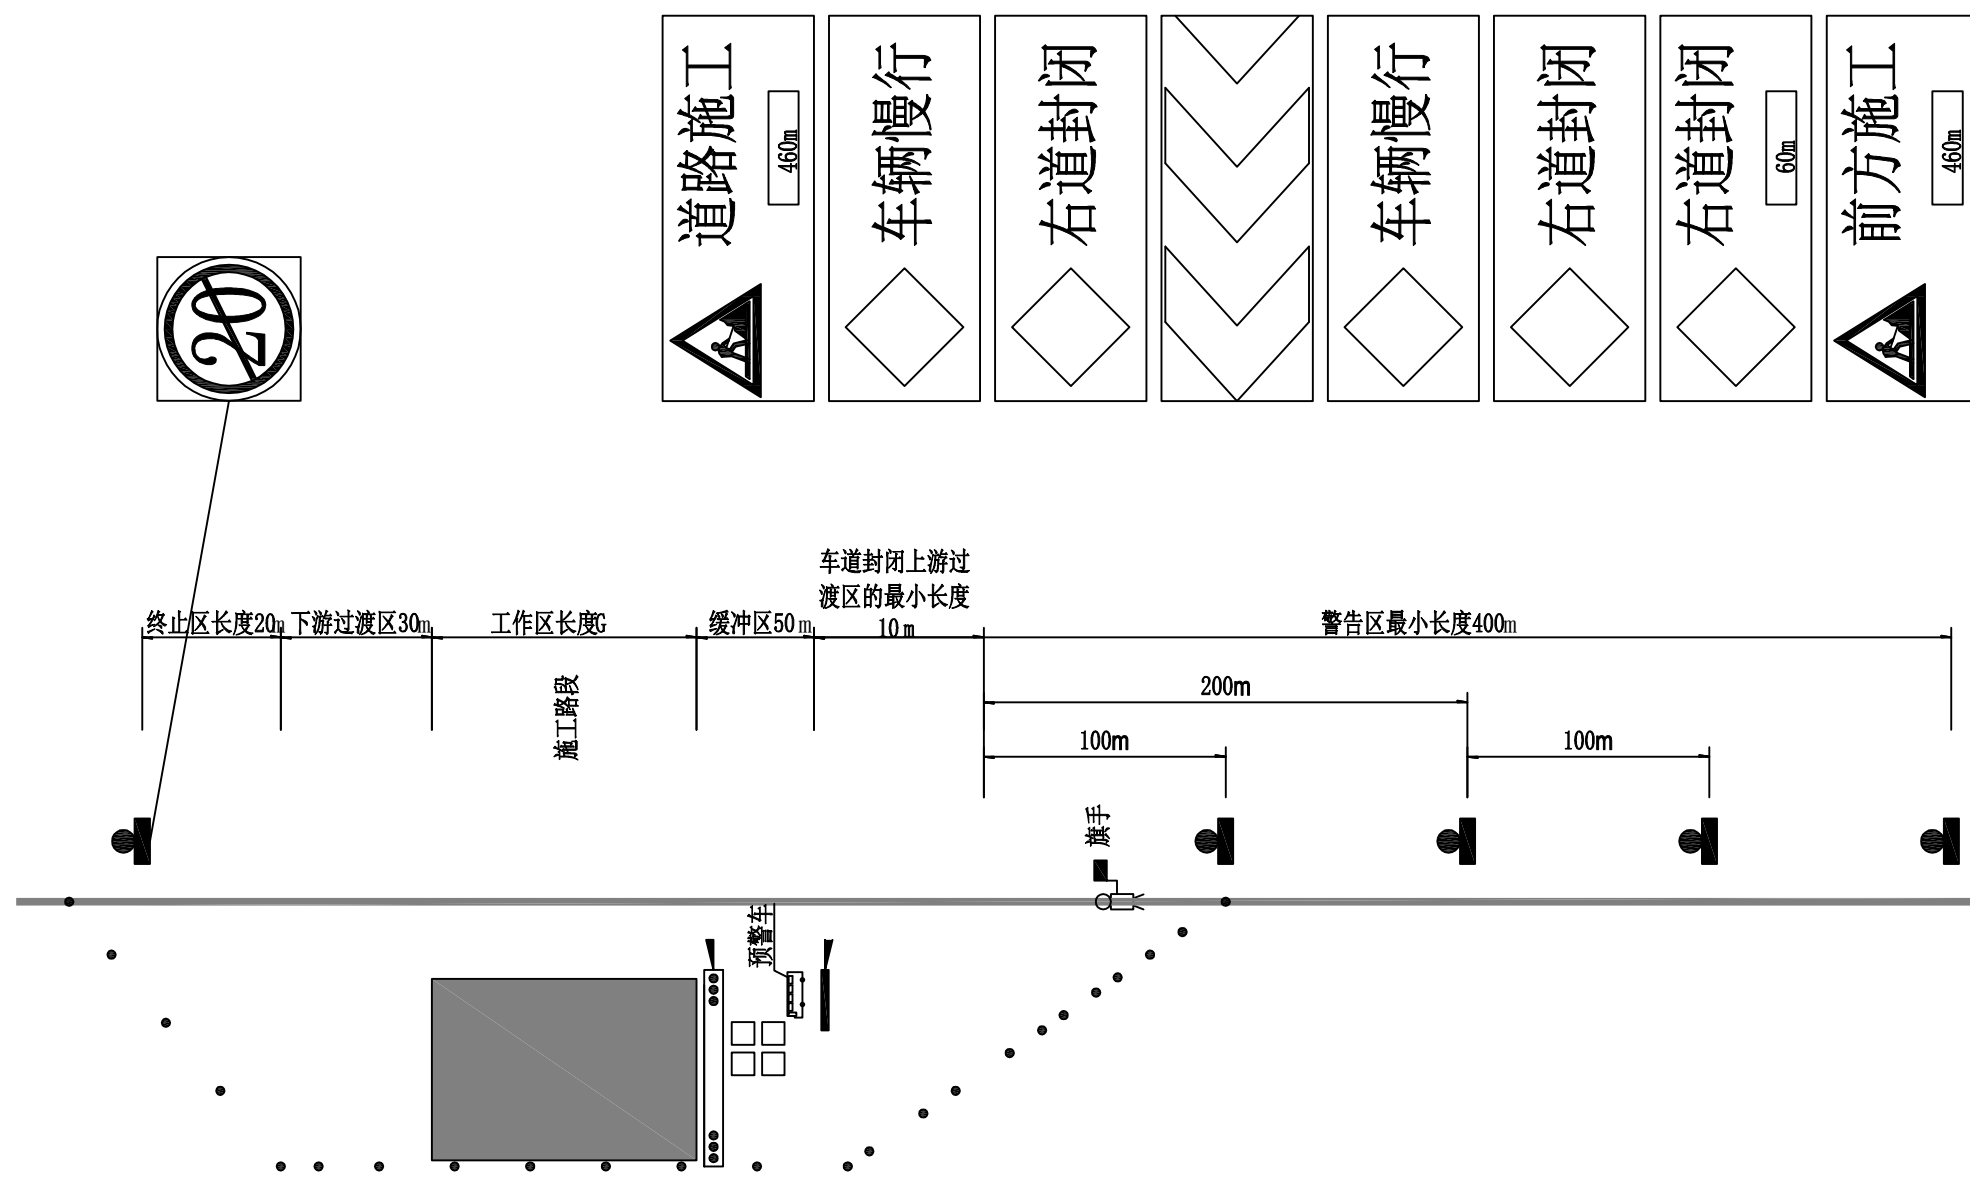 道路施工
460m
车辆慢行
右道封闭
车辆慢行
右道封闭
右道封闭
60m
前方施工
460m
20
车道封闭上游过
渡区的最小长度
10m
终止区长度20m
下游过渡区30m
工作区长度G
缓冲区50m
警告区最小长度400m
200m
100m
100m
施工路段
旗手
预警车